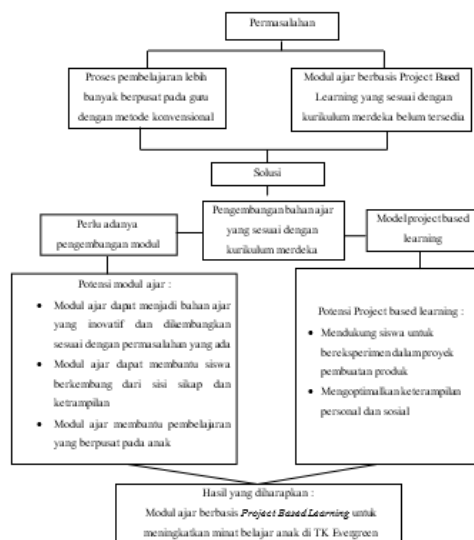 Permasalahan
Proses pembelajaran lebih
banyak berpusat pada guru
dengan metode konvensional
Modul ajar berbasis Project Based
Learning yang sesuai dengan
kurikulum merdeka belum tersedia
Solusi
Perlu adanya
pengembangan modul
Pengembangan bahan ajar
yang sesuai dengan
kurikulum merdeka
Model project based
learning
Potensi modul ajar :
• Modul ajar dapat menjadi bahan ajar
yang inovatif dan dikembangkan
sesuai dengan permasalahan yang ada
• Modul ajar dapat membantu siswa
berkembang dari sisi sikap dan
ketrampilan
• Modul ajar membantu pembelajaran
yang berpusat pada anak
Potensi Project based learning :
• Mendukung siswa untuk
bereksperimen dalam proyek
pembuatan produk
• Mengoptimalkan keterampilan
personal dan sosial
Hasil yang diharapkan :
Modul ajar berbasis Project Based Learning untuk
meningkatkan minat belajar anak di TK Evergreen